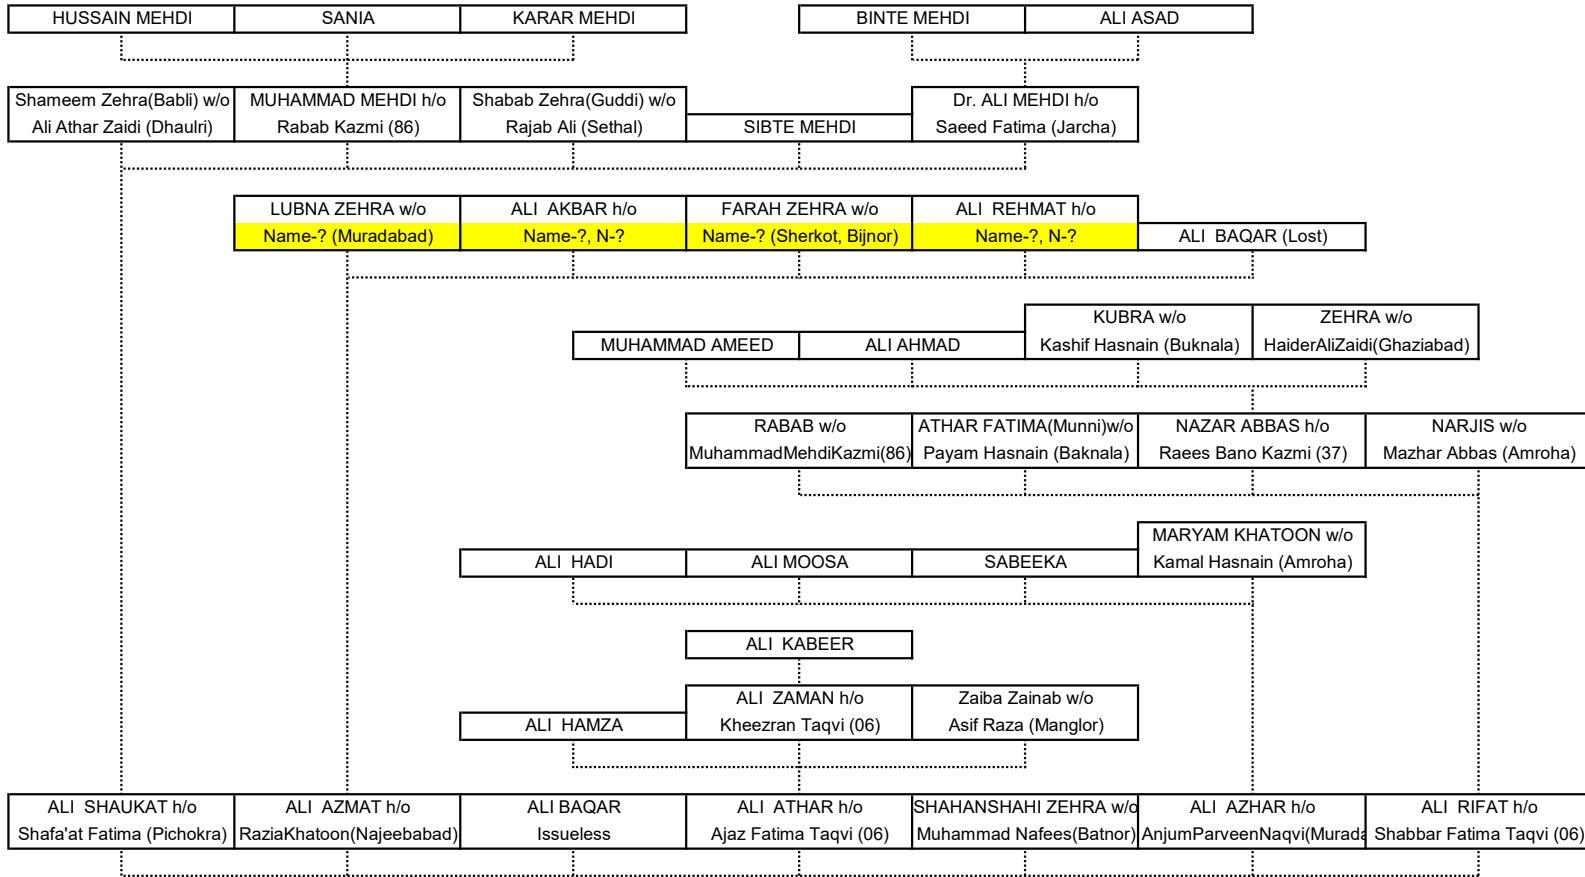 HUSSAIN MEHDI SANIA KARAR MEHDI BINTE MEHDI ALI ASAD
Shameem Zehra(Babli) w/o MUHAMMAD MEHDI h/o Shabab Zehra(Guddi) w/o Dr. ALI MEHDI h/o
Ali Athar Zaidi (Dhaulri) Rabab Kazmi (86) Rajab Ali (Sethal) SIBTE MEHDI Saeed Fatima (Jarcha)
LUBNA ZEHRA w/o ALI AKBAR h/o FARAH ZEHRA w/o ALI REHMAT h/o
Name-? (Muradabad) Name-?, N-? Name-? (Sherkot, Bijnor) Name-?, N-? ALI BAQAR (Lost)
KUBRA w/o ZEHRA w/o
MUHAMMAD AMEED ALI AHMAD Kashif Hasnain (Buknala) HaiderAliZaidi(Ghaziabad)
RABAB w/o ATHAR FATIMA(Munni)w/o NAZAR ABBAS h/o NARJIS w/o
MuhammadMehdiKazmi(86) Payam Hasnain (Baknala) Raees Bano Kazmi (37) Mazhar Abbas (Amroha)
MARYAM KHATOON w/o
ALI HADI ALI MOOSA SABEEKA Kamal Hasnain (Amroha)
ALI KABEER
ALI ZAMAN h/o Zaiba Zainab w/o
ALI HAMZA Kheezran Taqvi (06) Asif Raza (Manglor)
ALI SHAUKAT h/o ALI AZMAT h/o ALI BAQAR ALI ATHAR h/o SHAHANSHAHI ZEHRA w/o ALI AZHAR h/o ALI RIFAT h/o
Shafa'at Fatima (Pichokra) RaziaKhatoon(Najeebabad) Issueless Ajaz Fatima Taqvi (06) Muhammad Nafees(Batnor) AnjumParveenNaqvi(Murada Shabbar Fatima Taqvi (06)